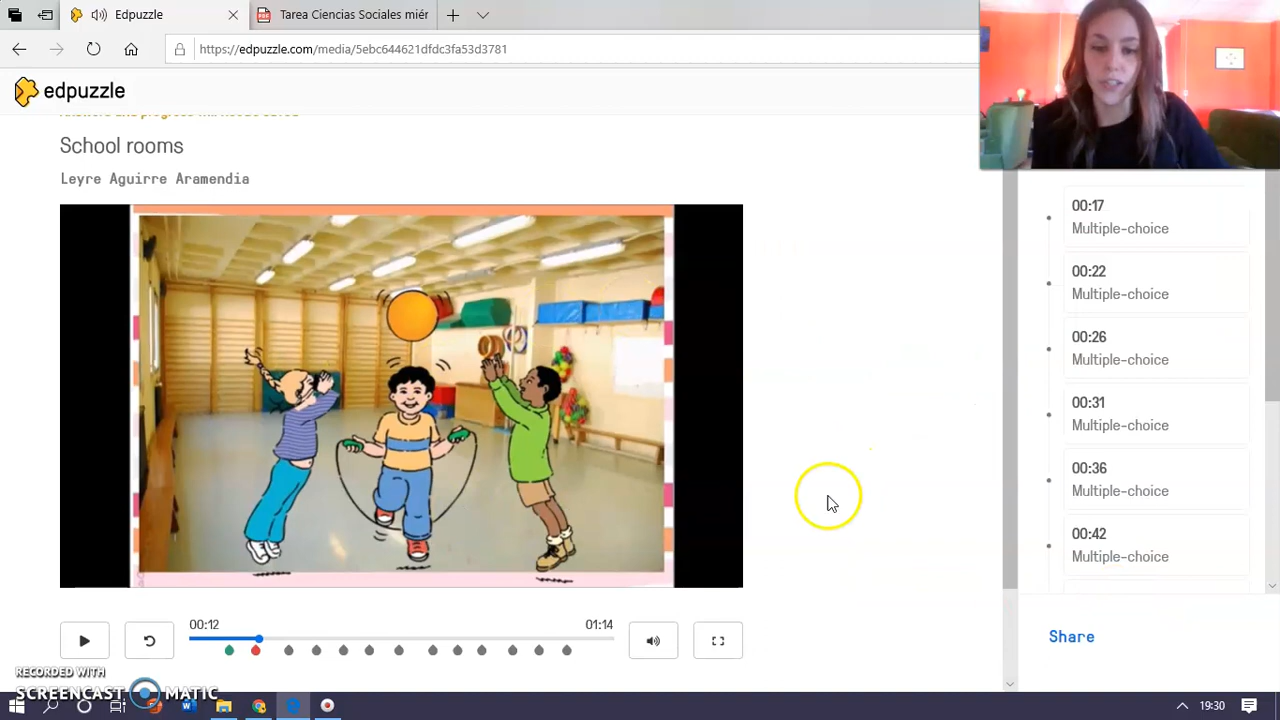 Edpuzzle
Tarea Ciencias Sociales miér
https://edpuzzle.com/media/5ebc644621dfdc3fa53d3781
edpuzzle
School rooms
Leyre Aguirre Aramendia
00:17
Multiple-choice
00:22
Multiple-choice
00:26
Multiple-choice
00:31
Multiple-choice
00:36
Multiple-choice
00:42
Multiple-choice
00:12
01:14
Share
RECORDED WITH
SCREENCAST MATIC
19:30